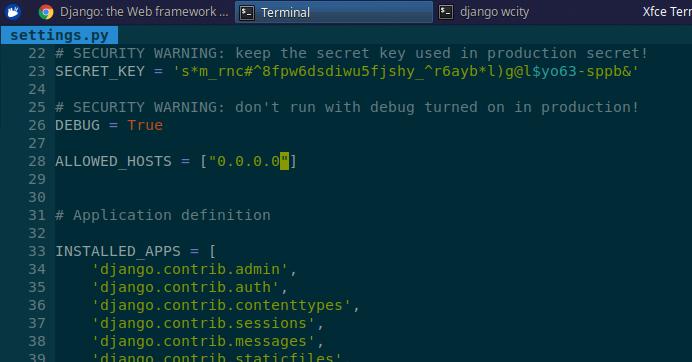 Django: the Web framework ...
Terminal
django wcity
Xfce Terr
settings.py
22 # SECURITY WARNING: keep the secret key used in production secret!
23 SECRET_KEY = 's*m_rnc#^8fpw6dsdiwu5fjshy_^r6ayb*l)g@l$yo63-sppb&'
24
25 # SECURITY WARNING: don't run with debug turned on in production!
26 DEBUG = True
27
28 ALLOWED_HOSTS = ["0.0.0.0"]
29
30
31 # Application definition
32
33 INSTALLED_APPS = [
34     'django.contrib.admin',
35     'django.contrib.auth',
36     'django.contrib.contenttypes',
37     'django.contrib.sessions',
38     'django.contrib.messages',
39     'django.contrib.staticfiles'